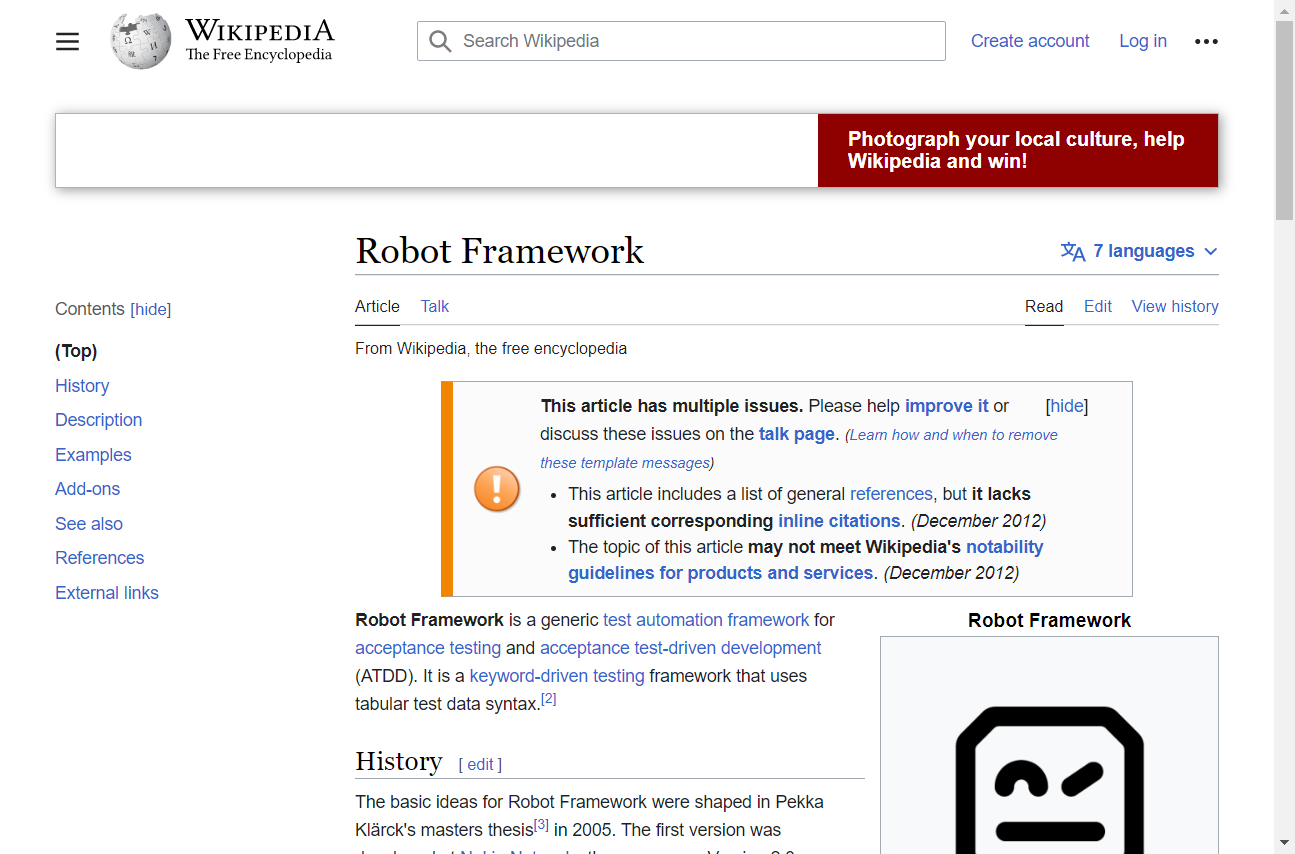 WIKIPEDIA
The Free Encyclopedia
Search Wikipedia
Create account
Log in
Photograph your local culture, help
Wikipedia and win!
Robot Framework
7 languages
Contents [hide]
(Top)
History
Description
Examples
Add-ons
See also
References
External links
Article
Talk
Read
Edit
View history
From Wikipedia, the free encyclopedia
This article has multiple issues. Please help improve it or
[hide]
discuss these issues on the talk page. (Learn how and when to remove
these template messages)
• This article includes a list of general references, but it lacks
sufficient corresponding inline citations. (December 2012)
• The topic of this article may not meet Wikipedia's notability
guidelines for products and services. (December 2012)
Robot Framework is a generic test automation framework for
acceptance testing and acceptance test-driven development
(ATDD). It is a keyword-driven testing framework that uses
tabular test data syntax.[2]
Robot Framework
History [ edit ]
The basic ideas for Robot Framework were shaped in Pekka
Klärck's masters thesis[3] in 2005. The first version was